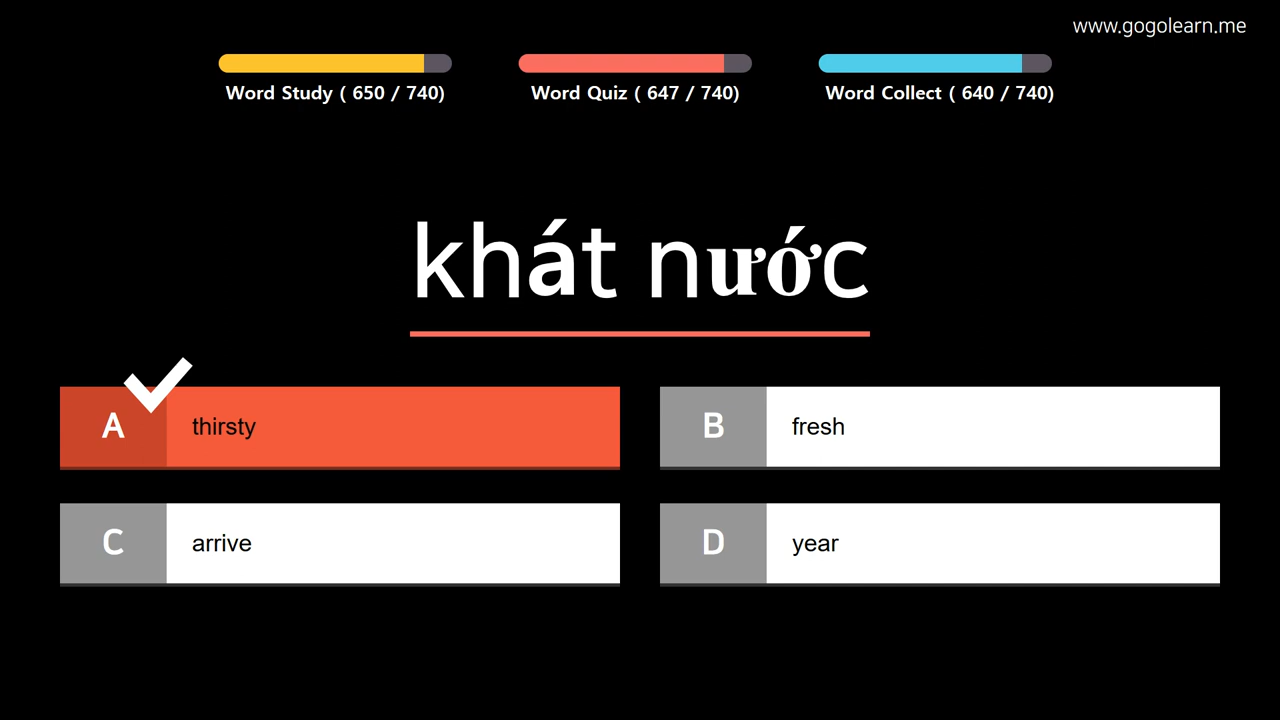 www.gogolearn.me
Word Study ( 650 / 740)
Word Quiz ( 647 / 740)
Word Collect ( 640 / 740)
khát nước
A thirsty
B fresh
C arrive
D year